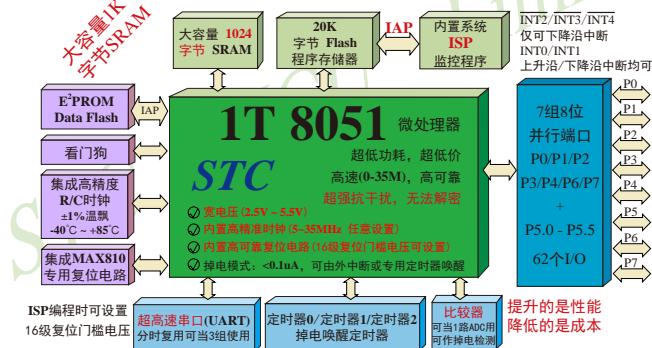 大容量1K
字节SRAM
大容量 1024
字节 SRAM
20K
字节 Flash
程序存储器
IAP
内置系统
ISP
监控程序
INT2/INT3/INT4
仅可下降沿中断
INT0/INT1
上升沿/下降沿中断均可
E²PROM
Data Flash
IAP
看门狗
集成高精度
R/C时钟
±1%温飘
-40℃ ~ +85℃
集成MAX810
专用复位电路
1T 8051 微处理器
STC
超低功耗，超低价
高速(0-35M)，高可靠
超强抗干扰，无法解密
宽电压(2.5V ~ 5.5V)
内置高精准时钟(5~35MHz 任意设置)
内置高可靠复位电路(16级复位门槛电压可设置)
掉电模式：<0.1uA，可由外中断或专用定时器唤醒
7组8位
并行端口
P0/P1/P2
P3/P4/P6/P7
+
P5.0 - P5.5
62个I/O
P0
P1
P2
P3
P4
P5
P6
P7
ISP编程时可设置
16级复位门槛电压
超高速串口(UART)
分时复用可当3组使用
定时器0/定时器1/定时器2
掉电唤醒定时器
比较器
可当1路ADC用
可作掉电检测
提升的是性能
降低的是成本